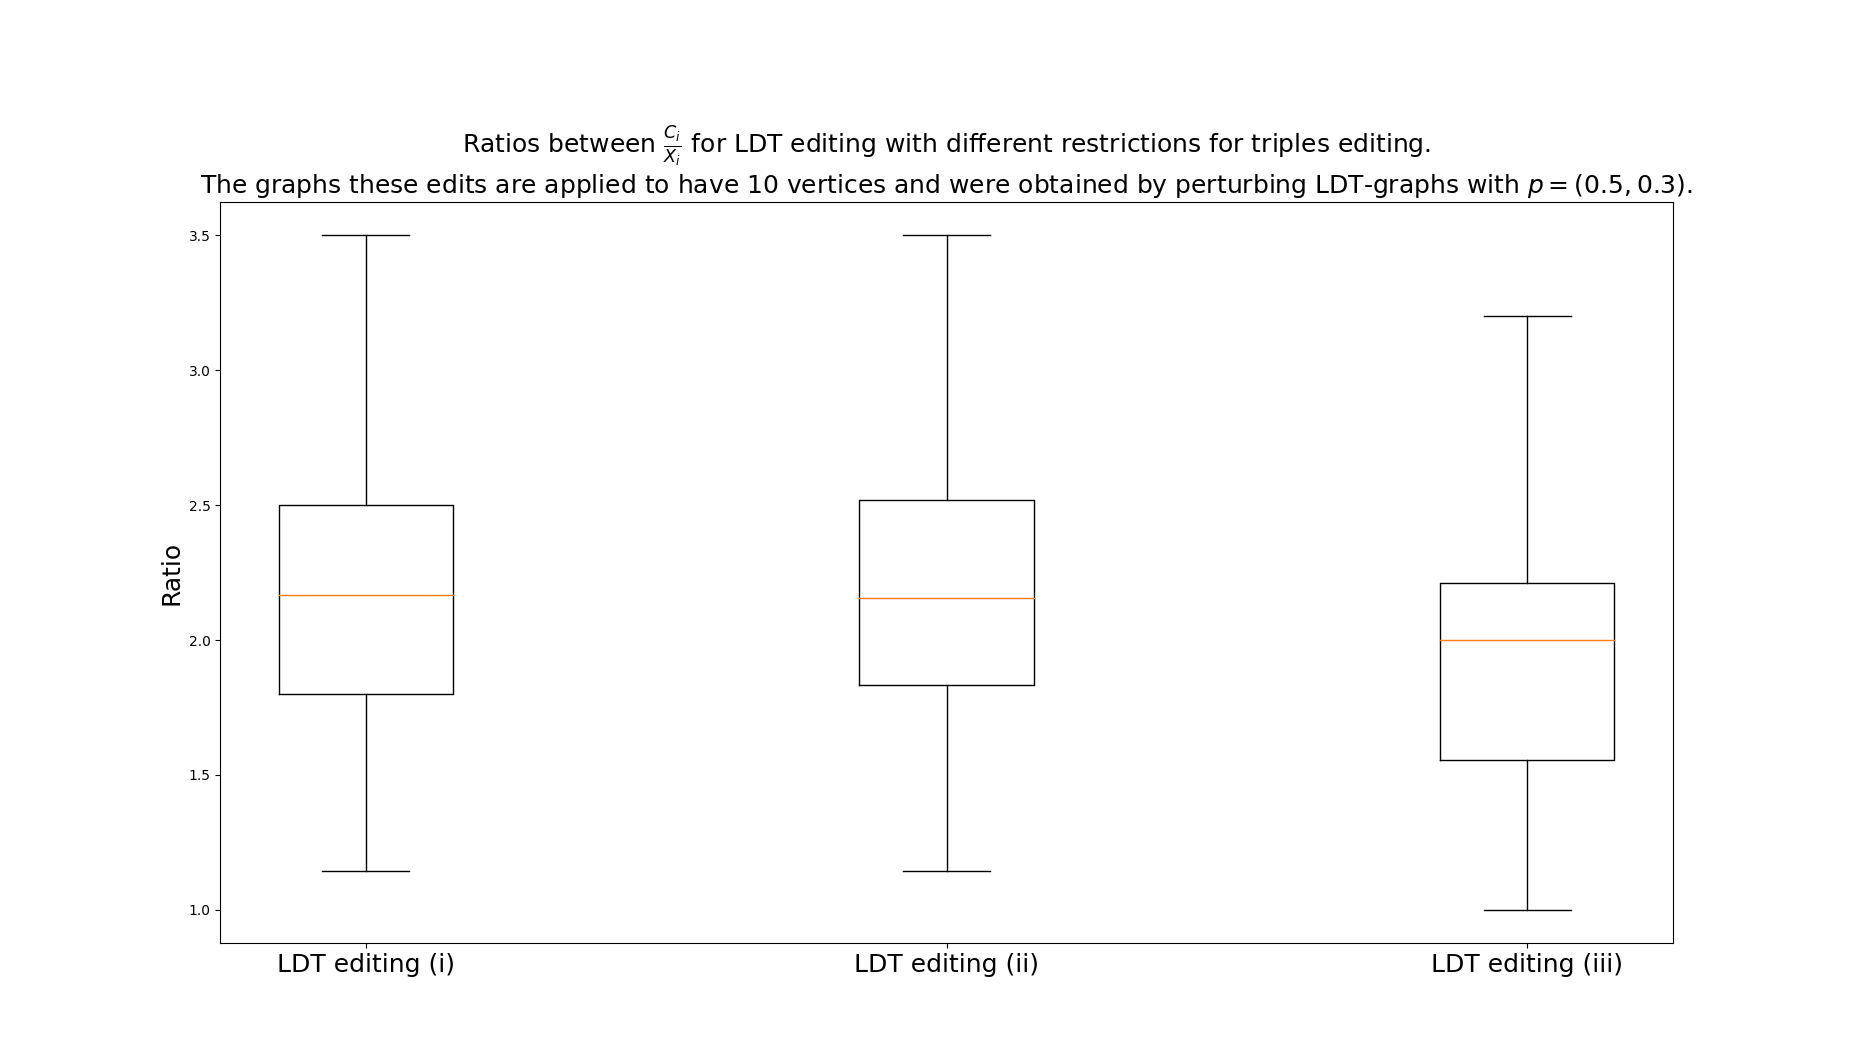 Ratios between $\frac{C_i}{X_i}$ for LDT editing with different restrictions for triples editing.
The graphs these edits are applied to have 10 vertices and were obtained by perturbing LDT-graphs with $p = (0.5, 0.3)$.
Ratio
3.5
3.0
2.5
2.0
1.5
1.0
LDT editing (i)
LDT editing (ii)
LDT editing (iii)